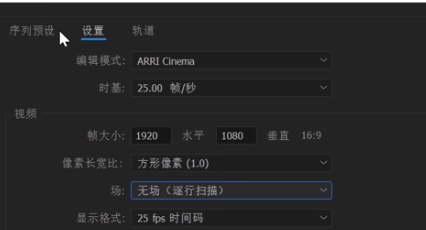 序列预设 设置 轨道
编辑模式: ARRI Cinema
时基: 25.00 帧/秒
视频
帧大小: 1920 水平 1080 垂直 16:9
像素长宽比: 方形像素 (1.0)
场: 无场（逐行扫描）
显示格式: 25 fps 时间码